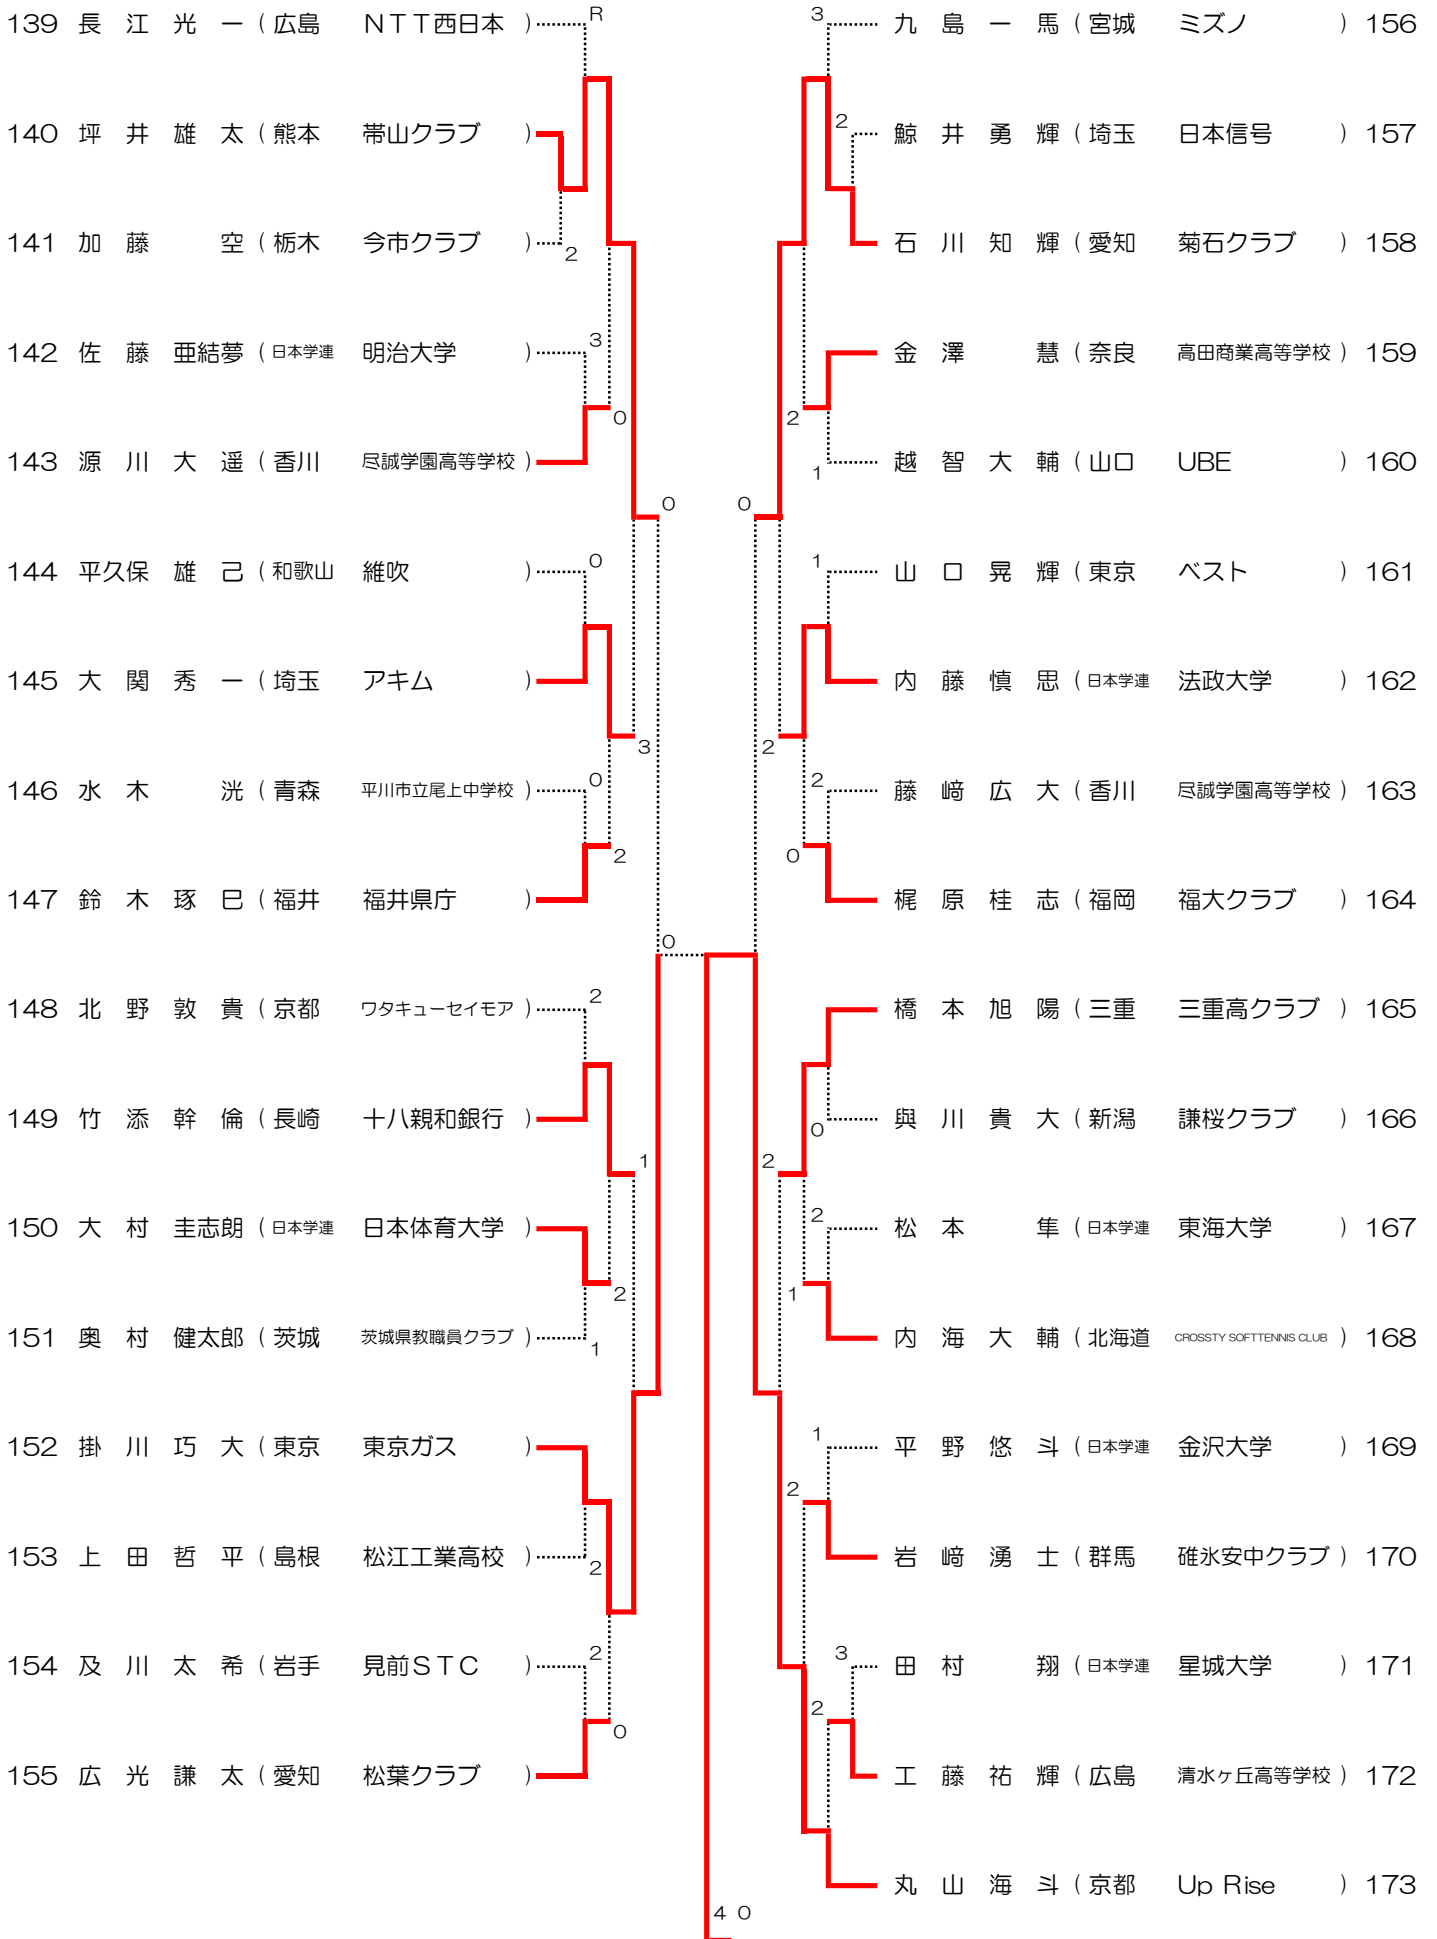 139 長 江 光 一 ( 広島 NTT西日本 ) R
140 坪 井 雄 太 ( 熊本 帯山クラブ )
141 加 藤 空 ( 栃木 今市クラブ ) 2
142 佐 藤 亜結夢 ( 日本学連 明治大学 ) 3
0
143 源 川 大 遥 ( 香川 尽誠学園高等学校 )
0
144 平久保 雄 己 ( 和歌山 維吹 ) 0
145 大 関 秀 一 ( 埼玉 アキム )
3
146 水 木 洸 ( 青森 平川市立尾上中学校 ) 0
2
147 鈴 木 琢 巳 ( 福井 福井県庁 )
0
148 北 野 敦 貴 ( 京都 ワタキューセイモア ) 2
149 竹 添 幹 倫 ( 長崎 十八親和銀行 )
1
150 大 村 圭志朗 ( 日本学連 日本体育大学 )
2
151 奥 村 健太郎 ( 茨城 茨城県教職員クラブ ) 1
152 掛 川 巧 大 ( 東京 東京ガス )
153 上 田 哲 平 ( 島根 松江工業高校 ) 2
154 及 川 太 希 ( 岩手 見前STC ) 2
0
155 広 光 謙 太 ( 愛知 松葉クラブ )
3 九 島 一 馬 ( 宮城 ミズノ ) 156
2 鯨 井 勇 輝 ( 埼玉 日本信号 ) 157
石 川 知 輝 ( 愛知 菊石クラブ ) 158
金 澤 慧 ( 奈良 高田商業高等学校 ) 159
2
1 越 智 大 輔 ( 山口 UBE ) 160
0
1 山 口 晃 輝 ( 東京 ベスト ) 161
内 藤 慎 思 ( 日本学連 法政大学 ) 162
2
2 藤 﨑 広 大 ( 香川 尽誠学園高等学校 ) 163
0
梶 原 桂 志 ( 福岡 福大クラブ ) 164
橋 本 旭 陽 ( 三重 三重高クラブ ) 165
0 與 川 貴 大 ( 新潟 謙桜クラブ ) 166
2
2 松 本 隼 ( 日本学連 東海大学 ) 167
1
内 海 大 輔 ( 北海道 CROSSTY SOFTTENNIS CLUB ) 168
1 平 野 悠 斗 ( 日本学連 金沢大学 ) 169
2
岩 﨑 湧 士 ( 群馬 碓氷安中クラブ ) 170
3 田 村 翔 ( 日本学連 星城大学 ) 171
2
工 藤 祐 輝 ( 広島 清水ヶ丘高等学校 ) 172
丸 山 海 斗 ( 京都 Up Rise ) 173
4 0